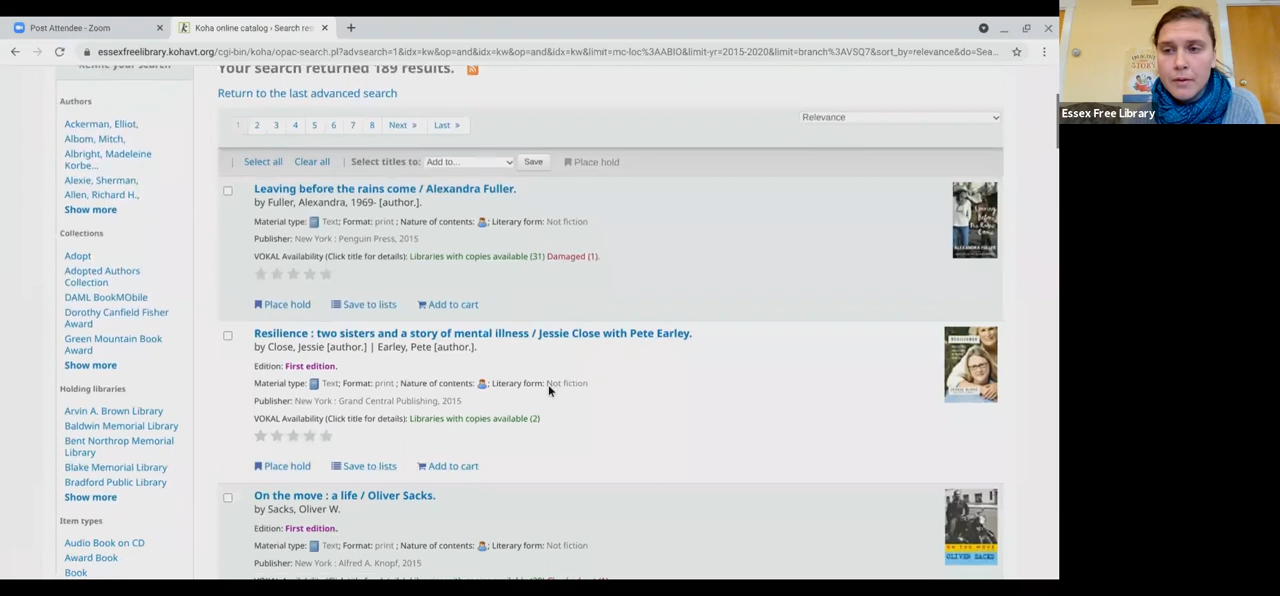 Post Attendee - Zoom
Koha online catalog › Search res
essexfreelibrary.kohavt.org/cgi-bin/koha/opac-search.pl?advsearch=1&idx=kw&op=and&idx=kw&op=and&idx=kw&limit=mc-loc%3AABIO&limit-yr=2015-2020&limit=branch%3AVSQ7&sort_by=relevance&do=Sea...
Refine your search
Authors
Ackerman, Elliot,
Albom, Mitch,
Albright, Madeleine
Korbe...
Alexie, Sherman,
Allen, Richard H.,
Show more
Collections
Adopt
Adopted Authors
Collection
DAML BookMObile
Dorothy Canfield Fisher
Award
Green Mountain Book
Award
Show more
Holding libraries
Arvin A. Brown Library
Baldwin Memorial Library
Bent Northrop Memorial
Library
Blake Memorial Library
Bradford Public Library
Show more
Item types
Audio Book on CD
Award Book
Book
Your search returned 189 results.
Return to the last advanced search
1 2 3 4 5 6 7 8 Next » Last »
Relevance
Select all Clear all Select titles to: Add to... Save Place hold
Leaving before the rains come / Alexandra Fuller.
by Fuller, Alexandra, 1969- [author.].
Material type: Text; Format: print ; Nature of contents: ; Literary form: Not fiction
Publisher: New York : Penguin Press, 2015
VOKAL Availability (Click title for details): Libraries with copies available (31) Damaged (1).
Place hold Save to lists Add to cart
Resilience : two sisters and a story of mental illness / Jessie Close with Pete Earley.
by Close, Jessie [author.] | Earley, Pete [author.].
Edition: First edition.
Material type: Text; Format: print ; Nature of contents: ; Literary form: Not fiction
Publisher: New York : Grand Central Publishing, 2015
VOKAL Availability (Click title for details): Libraries with copies available (2)
Place hold Save to lists Add to cart
On the move : a life / Oliver Sacks.
by Sacks, Oliver W.
Edition: First edition.
Material type: Text; Format: print ; Nature of contents: ; Literary form: Not fiction
Publisher: New York : Alfred A. Knopf, 2015
ALEXANDRA FULLER
OLIVER SACKS
STORY
Essex Free Library